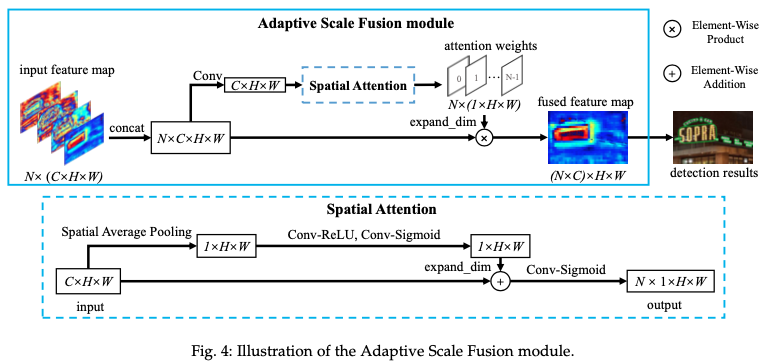 Adaptive Scale Fusion module
Element-Wise
Product
Element-Wise
Addition
input feature map
N× (C×H×W)
concat
N×C×H×W
Conv
C×H×W
Spatial Attention
attention weights
0 1 ··· N-1
N×(1×H×W)
expand_dim
fused feature map
(N×C)×H×W
SOPRA
detection results
Spatial Attention
Spatial Average Pooling
1×H×W
Conv-ReLU, Conv-Sigmoid
1×H×W
expand_dim
C×H×W
input
Conv-Sigmoid
N × 1×H×W
output
Fig. 4: Illustration of the Adaptive Scale Fusion module.